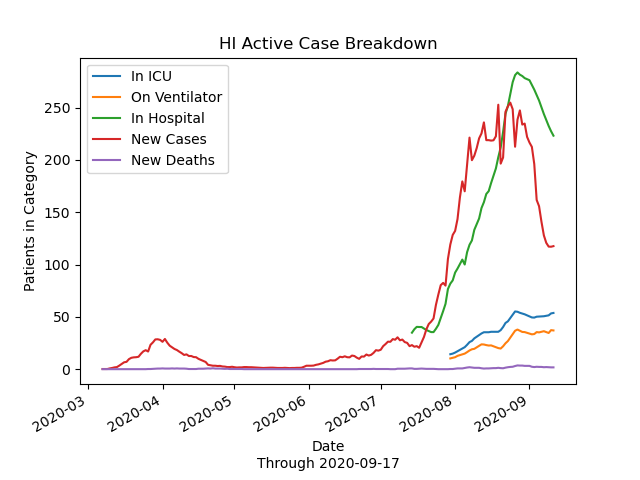 HI Active Case Breakdown
In ICU
On Ventilator
In Hospital
New Cases
New Deaths
Patients in Category
250
200
150
100
50
0
2020-03
2020-04
2020-05
2020-06
2020-07
2020-08
2020-09
Date
Through 2020-09-17